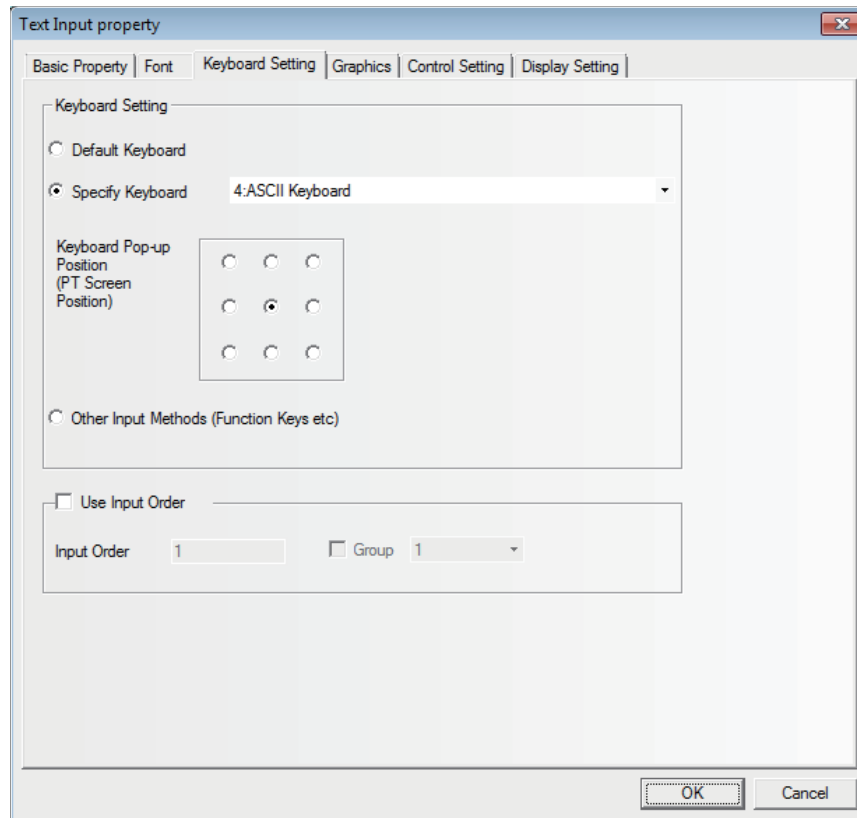 Text Input property
Basic Property Font Keyboard Setting Graphics Control Setting Display Setting
Keyboard Setting
Default Keyboard
Specify Keyboard 4:ASCII Keyboard
Keyboard Pop-up
Position
(PT Screen
Position)
Other Input Methods (Function Keys etc)
Use Input Order
Input Order 1 Group 1
OK Cancel